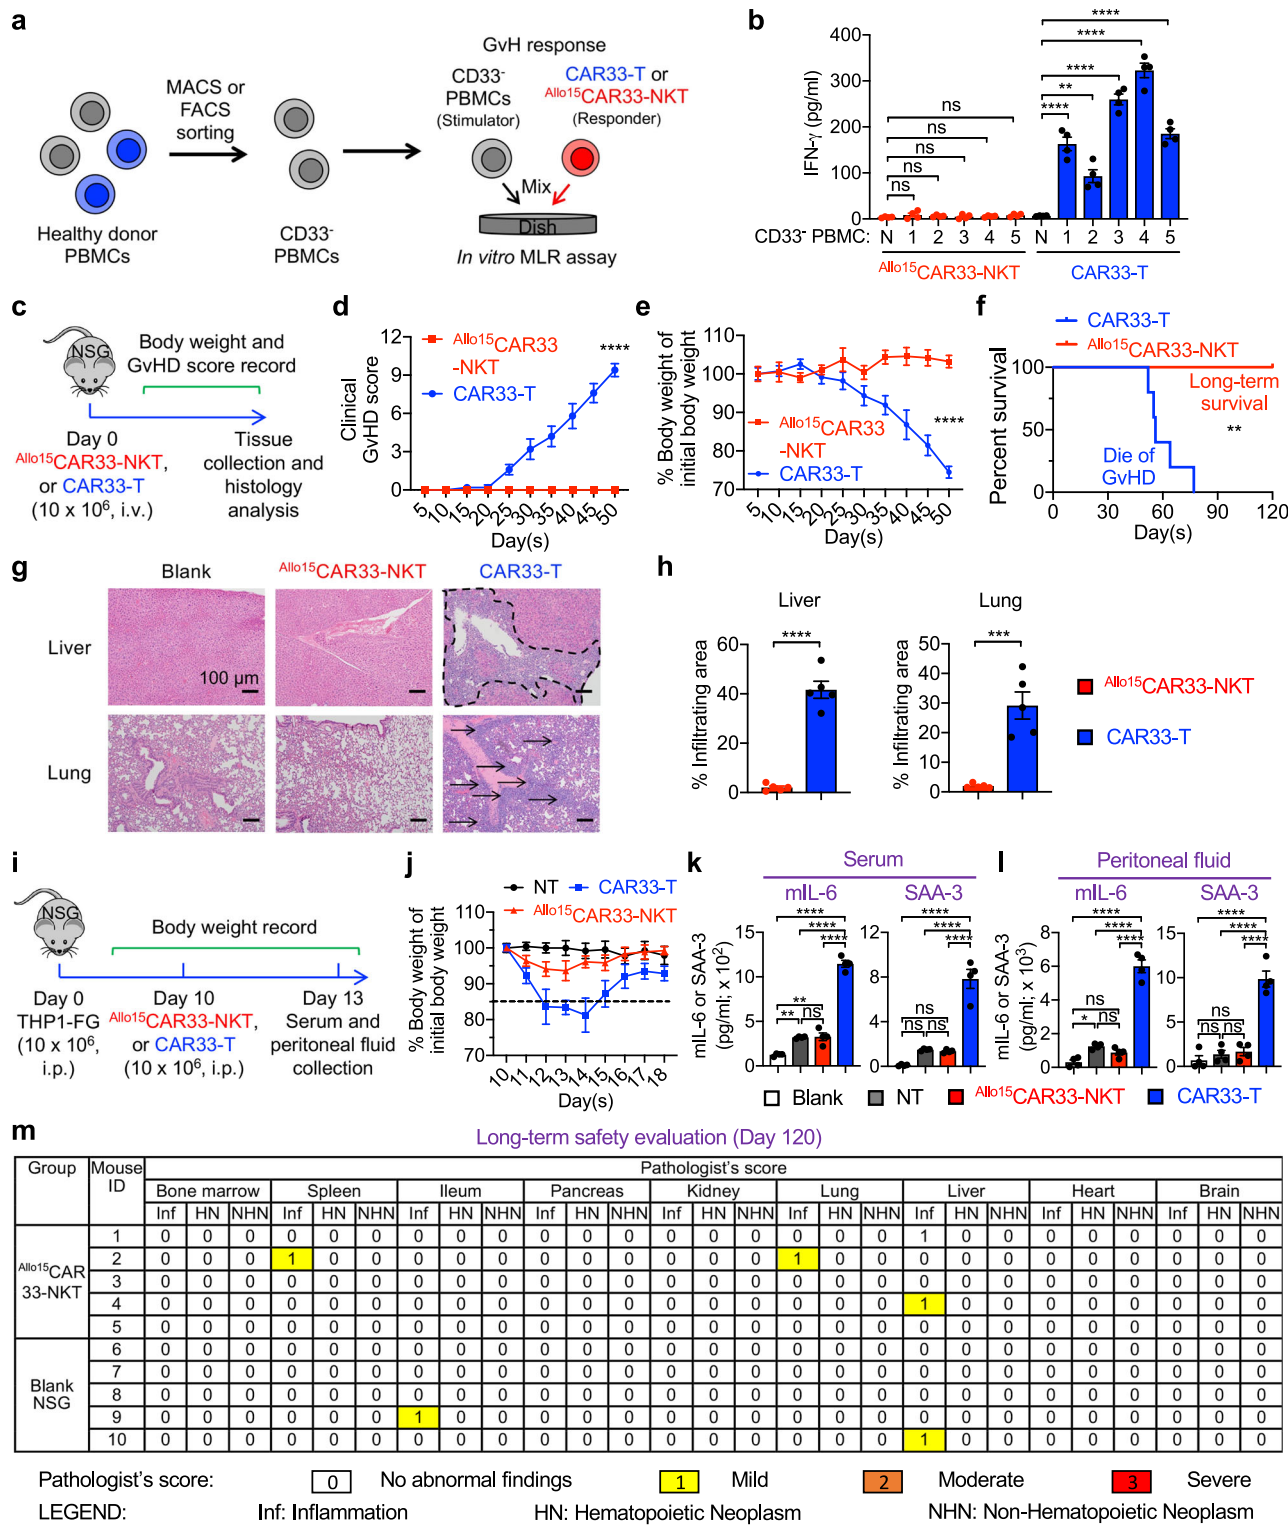 a
MACS or
FACS
sorting
Healthy donor
PBMCs
CD33-
PBMCs
GvH response
CD33-
PBMCs
(Stimulator)
CAR33-T or
Allo15CAR33-NKT
(Responder)
Mix
Dish
In vitro MLR assay
b
IFN-γ (pg/ml)
400
300
200
100
0
ns
ns
ns
ns
ns
****
**
****
****
****
CD33- PBMC: N 1 2 3 4 5 N 1 2 3 4 5
Allo15CAR33-NKT
CAR33-T
c
NSG
Body weight and
GvHD score record
Day 0
Allo15CAR33-NKT,
or CAR33-T
(10 x 10^6, i.v.)
Tissue
collection and
histology
analysis
d
Clinical
GvHD score
12
9
6
3
0
Allo15CAR33
-NKT
CAR33-T
****
5 10 15 20 25 30 35 40 45 50
Day(s)
e
% Body weight of
initial body weight
110
100
90
80
70
Allo15CAR33
-NKT
CAR33-T
****
5 10 15 20 25 30 35 40 45 50
Day(s)
f
CAR33-T
Allo15CAR33-NKT
Percent survival
100
50
0
Long-term
survival
**
Die of
GvHD
0 30 60 90 120
Day(s)
g
Blank
Allo15CAR33-NKT
CAR33-T
Liver
100 µm
Lung
h
Liver
% Infiltrating area
60
40
20
0
****
Lung
% Infiltrating area
50
40
30
20
10
0
***
Allo15CAR33-NKT
CAR33-T
i
NSG
Body weight record
Day 0
THP1-FG
(10 x 10^6,
i.p.)
Day 10
Allo15CAR33-NKT,
or CAR33-T
(10 x 10^6, i.p.)
Day 13
Serum and
peritoneal fluid
collection
j
NT CAR33-T
Allo15CAR33-NKT
% Body weight of
initial body weight
110
100
90
80
70
10 11 12 13 14 15 16 17 18
Day(s)
k
Serum
mIL-6
SAA-3
mIL-6 or SAA-3
(pg/ml; x 10^2)
15
10
5
0
****
****
****
**
**
12
8
4
0
****
****
****
ns
ns ns
l
Peritoneal fluid
mIL-6
SAA-3
mIL-6 or SAA-3
(pg/ml; x 10^3)
8
6
4
2
0
****
****
****
ns
* ns
15
10
5
0
****
****
****
ns
ns ns
Blank NT Allo15CAR33-NKT CAR33-T
m
Long-term safety evaluation (Day 120)
Group Mouse ID Pathologist's score
Bone marrow Spleen Ileum Pancreas Kidney Lung Liver Heart Brain
Inf HN NHN Inf HN NHN Inf HN NHN Inf HN NHN Inf HN NHN Inf HN NHN Inf HN NHN Inf HN NHN Inf HN NHN
Allo15CAR
33-NKT
1 0 0 0 0 0 0 0 0 0 0 0 0 0 0 0 0 0 0 1 0 0 0 0 0 0 0 0
2 0 0 0 1 0 0 0 0 0 0 0 0 0 0 0 1 0 0 0 0 0 0 0 0 0 0 0
3 0 0 0 0 0 0 0 0 0 0 0 0 0 0 0 0 0 0 0 0 0 0 0 0 0 0 0
4 0 0 0 0 0 0 0 0 0 0 0 0 0 0 0 0 0 0 1 0 0 0 0 0 0 0 0
5 0 0 0 0 0 0 0 0 0 0 0 0 0 0 0 0 0 0 0 0 0 0 0 0 0 0 0
Blank
NSG
6 0 0 0 0 0 0 0 0 0 0 0 0 0 0 0 0 0 0 0 0 0 0 0 0 0 0 0
7 0 0 0 0 0 0 0 0 0 0 0 0 0 0 0 0 0 0 0 0 0 0 0 0 0 0 0
8 0 0 0 0 0 0 0 0 0 0 0 0 0 0 0 0 0 0 0 0 0 0 0 0 0 0 0
9 0 0 0 0 0 0 1 0 0 0 0 0 0 0 0 0 0 0 0 0 0 0 0 0 0 0 0
10 0 0 0 0 0 0 0 0 0 0 0 0 0 0 0 0 0 0 1 0 0 0 0 0 0 0 0
Pathologist's score: 0 No abnormal findings 1 Mild 2 Moderate 3 Severe
LEGEND: Inf: Inflammation HN: Hematopoietic Neoplasm NHN: Non-Hematopoietic Neoplasm